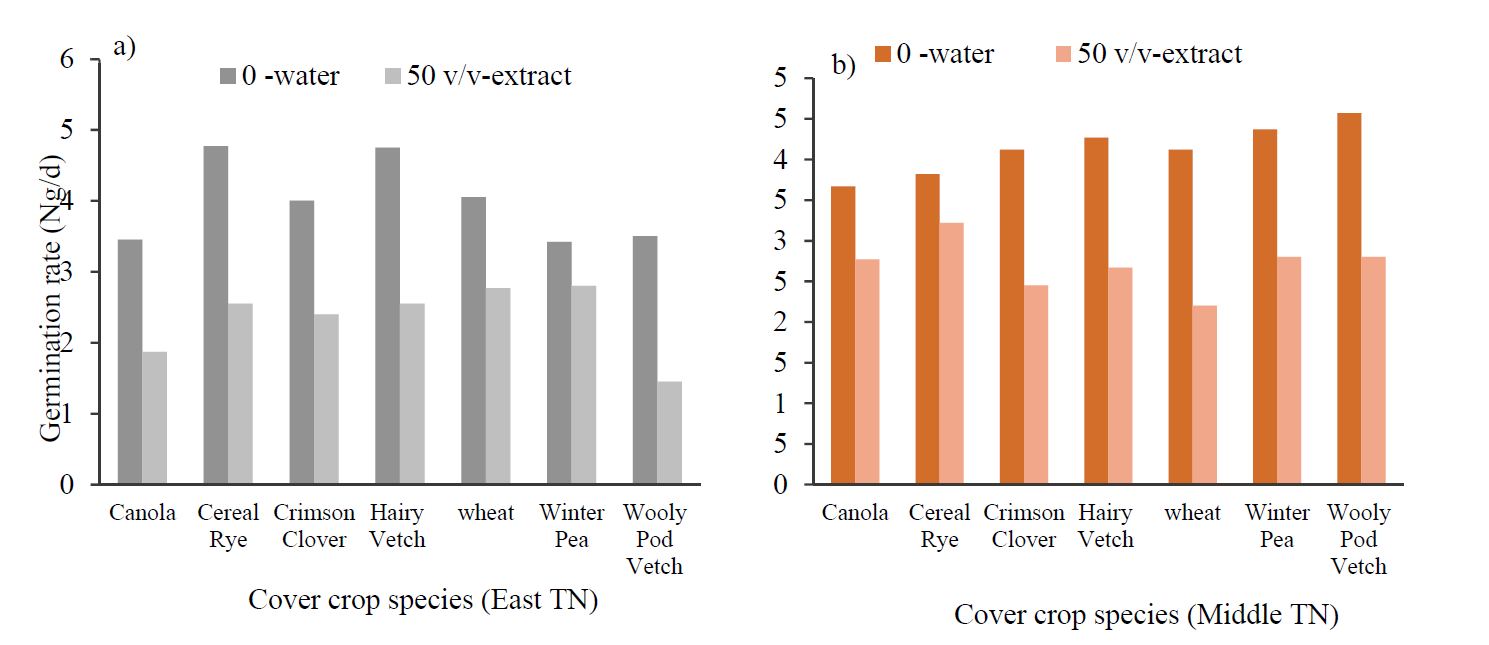 a)
0 -water 50 v/v-extract
Germination rate (Ng/d)
6
5
4
3
2
1
0
Canola Cereal Rye Crimson Clover Hairy Vetch wheat Winter Pea Wooly Pod Vetch
Cover crop species (East TN)
b)
0 -water 50 v/v-extract
5
5
4
5
3
5
2
5
1
5
0
Canola Cereal Rye Crimson Clover Hairy Vetch wheat Winter Pea Wooly Pod Vetch
Cover crop species (Middle TN)